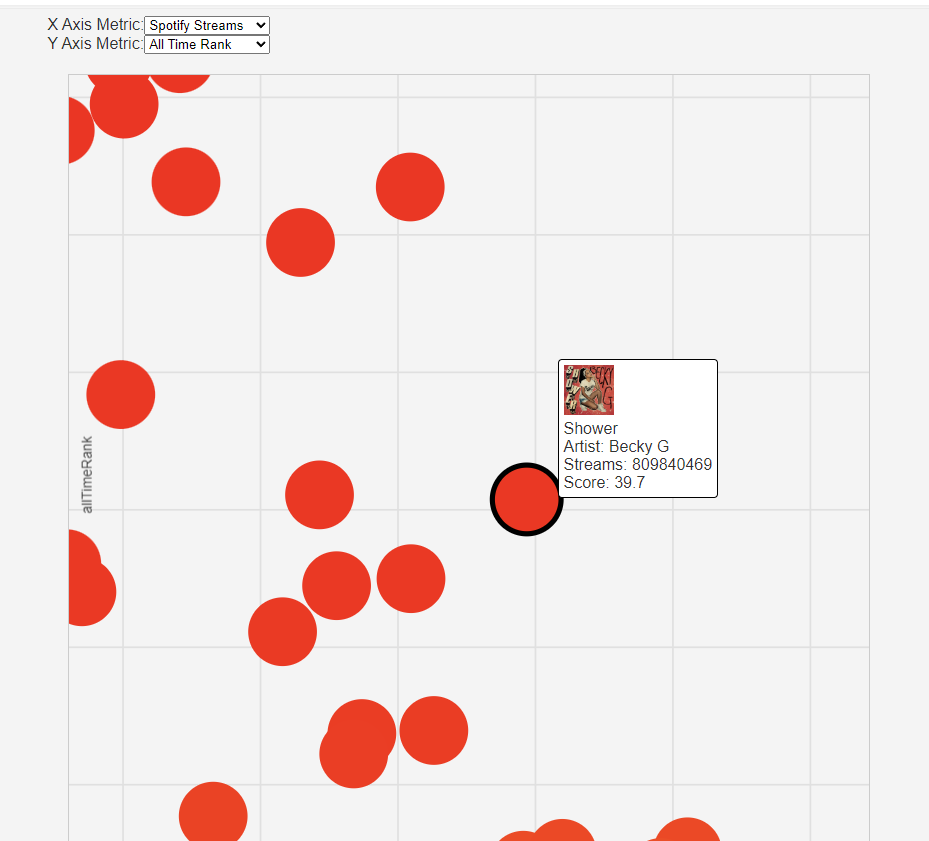 X Axis Metric: Spotify Streams
Y Axis Metric: All Time Rank
allTimeRank
Shower
Artist: Becky G
Streams: 809840469
Score: 39.7